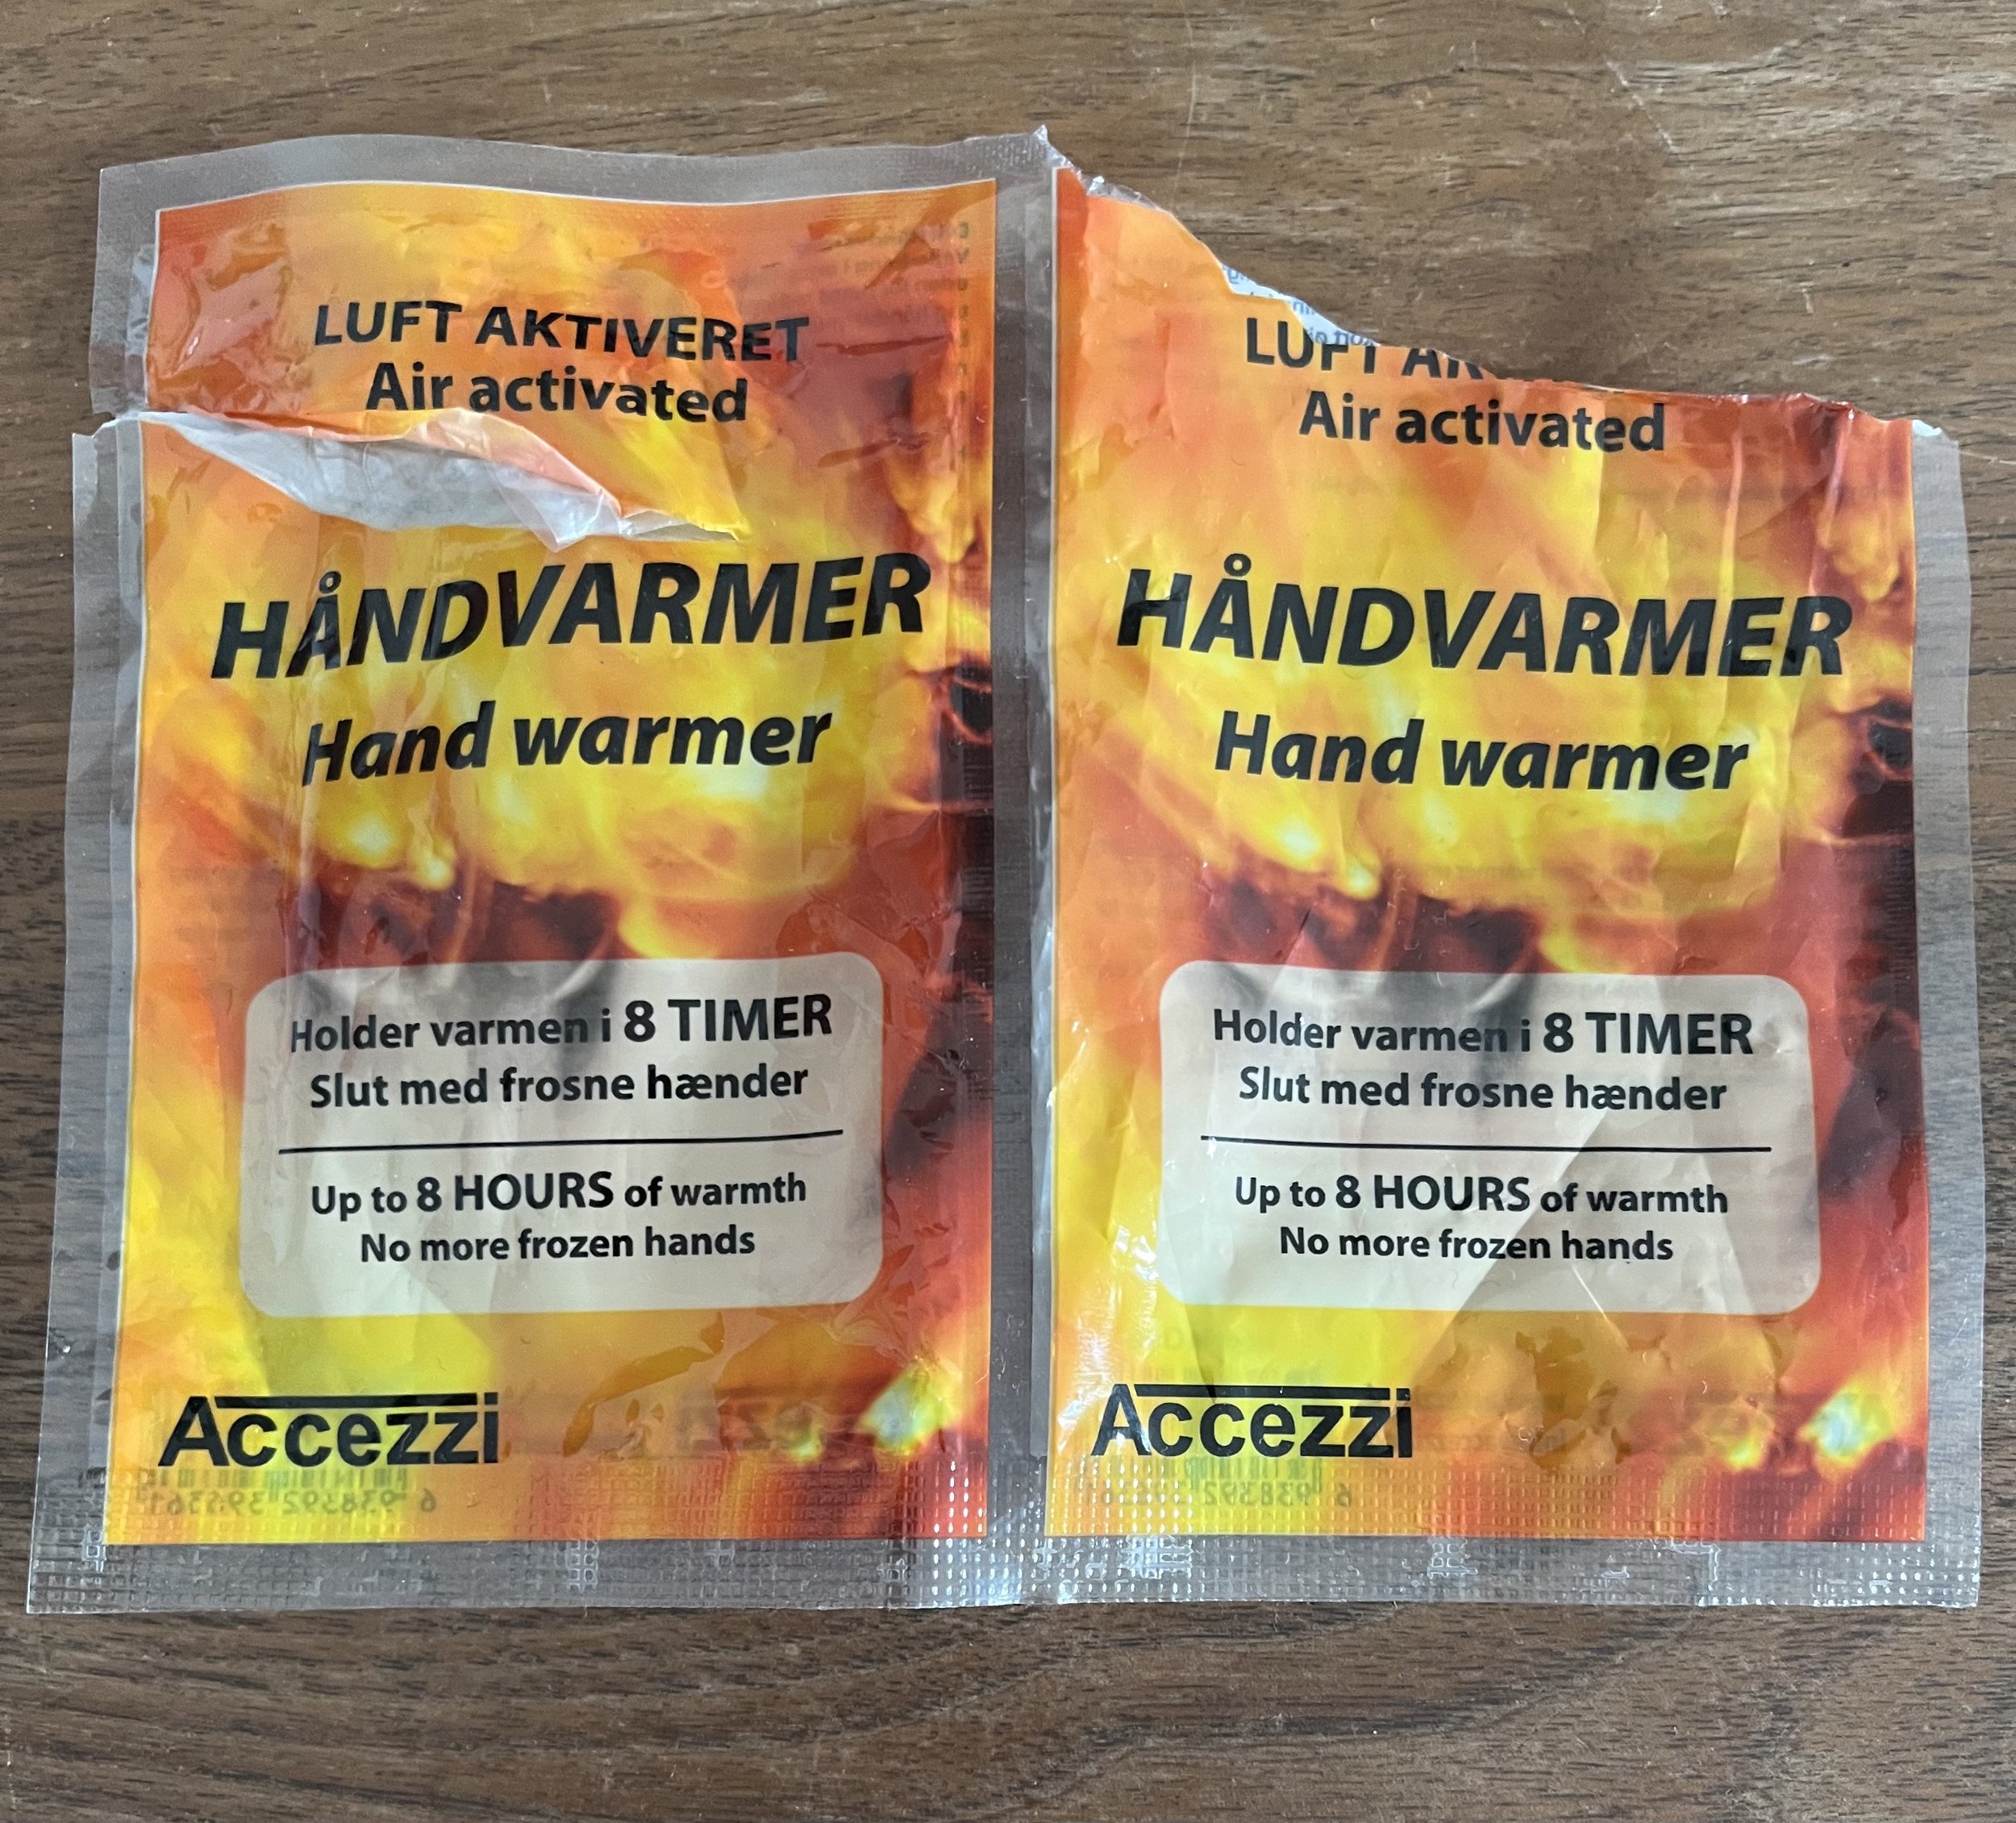 LUFT AKTIVERET
Air activated
HÅNDVARMER
Hand warmer
Holder varmen i 8 TIMER
Slut med frosne hænder
Up to 8 HOURS of warmth
No more frozen hands
Accezzi
LUFT
Air activated
HÅNDVARMER
Hand warmer
Holder varmen i 8 TIMER
Slut med frosne hænder
Up to 8 HOURS of warmth
No more frozen hands
Accezzi